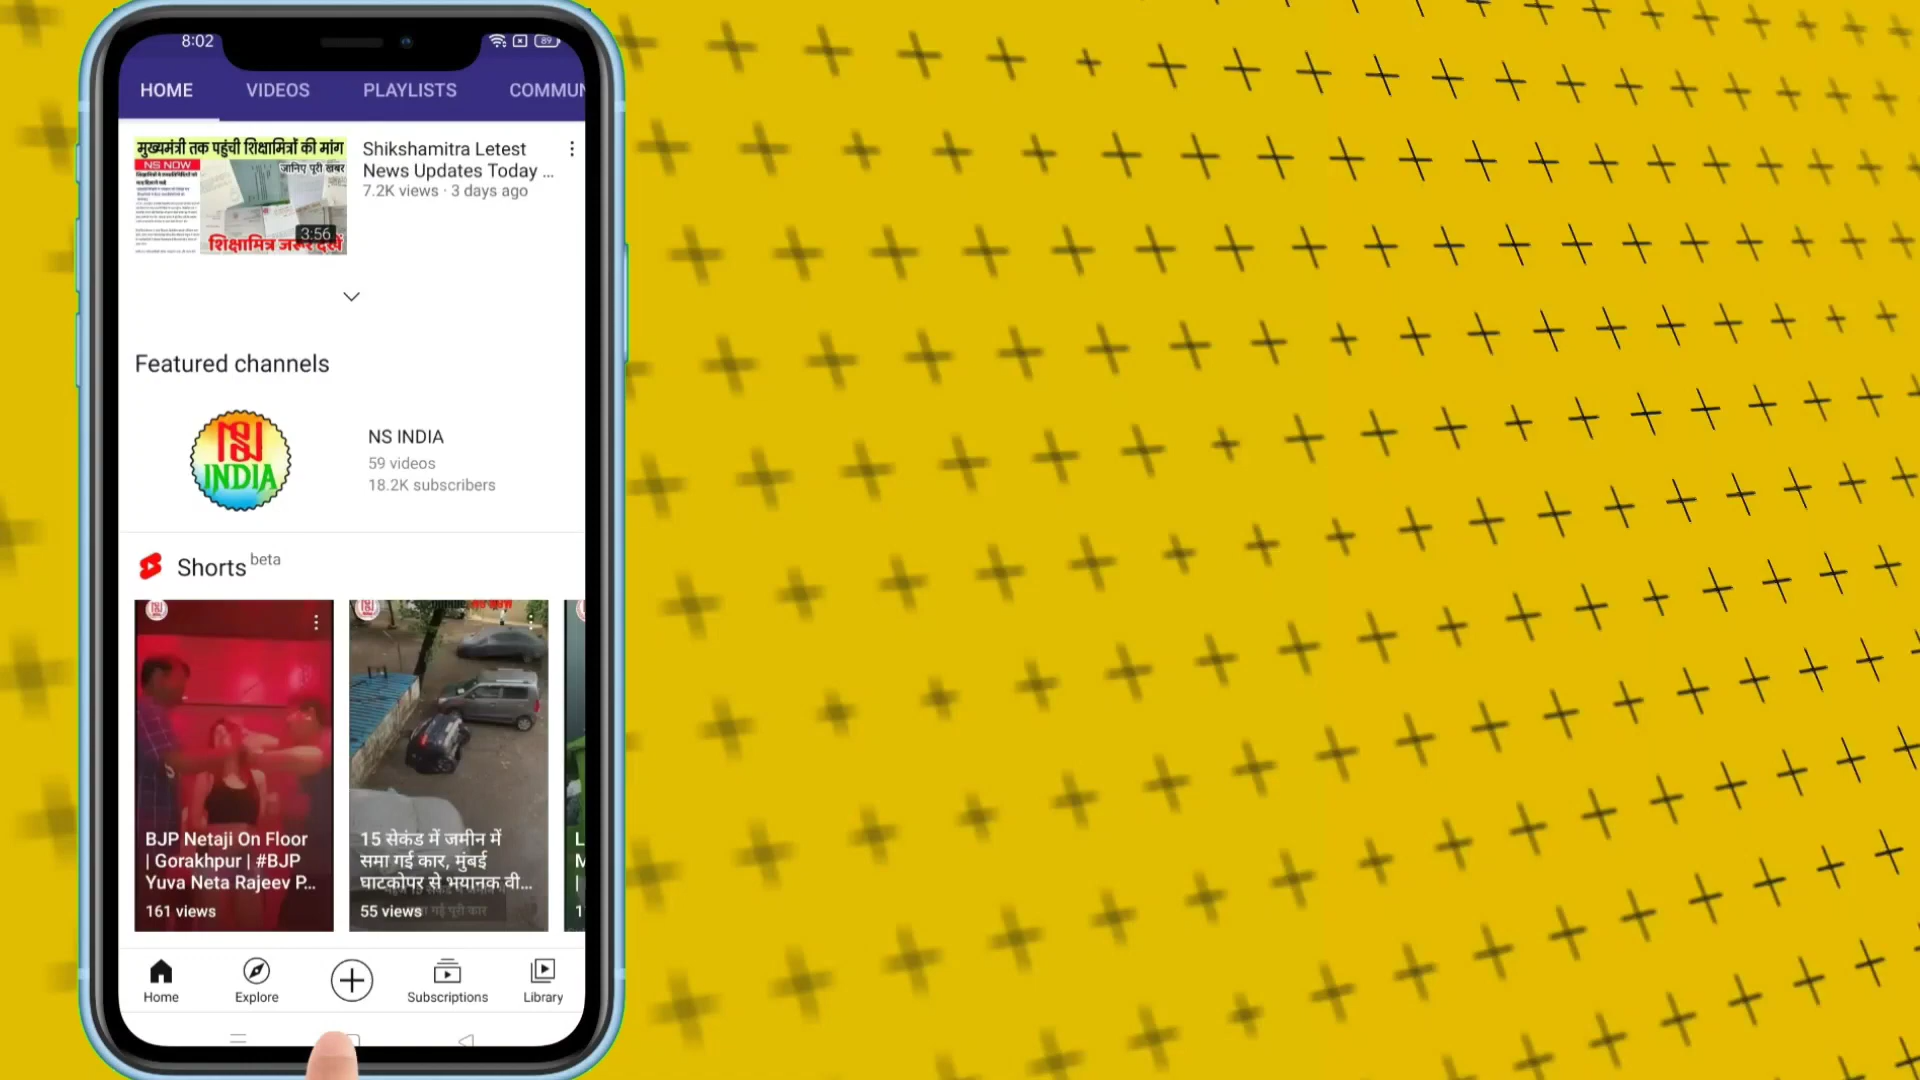 8:02
89
HOME VIDEOS PLAYLISTS COMMUN
मुख्यमंत्री तक पहुंची शिक्षामित्रों की मांग
NS NOW
जानिए पूरी खबर
3:56
शिक्षामित्र जरूर देखें
Shikshamitra Letest
News Updates Today ...
7.2K views · 3 days ago
Featured channels
INDIA
NS INDIA
59 videos
18.2K subscribers
Shorts beta
BJP Netaji On Floor
| Gorakhpur | #BJP
Yuva Neta Rajeev P...
161 views
15 सेकंड में जमीन में
समा गई कार, मुंबई
घाटकोपर से भयानक वी...
55 views
L
M
|
1
Home Explore Subscriptions Library